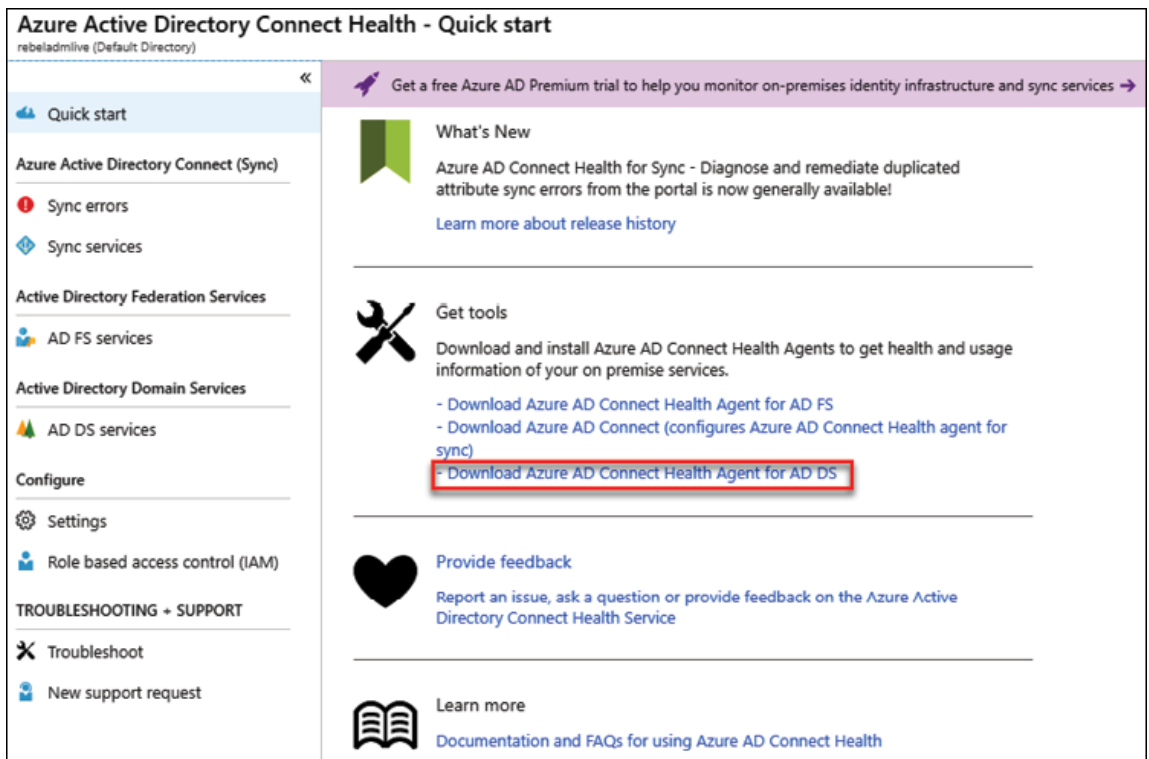 Azure Active Directory Connect Health - Quick start
rebeladmlive (Default Directory)
«
Quick start
Azure Active Directory Connect (Sync)
Sync errors
Sync services
Active Directory Federation Services
AD FS services
Active Directory Domain Services
AD DS services
Configure
Settings
Role based access control (IAM)
TROUBLESHOOTING + SUPPORT
Troubleshoot
New support request
Get a free Azure AD Premium trial to help you monitor on-premises identity infrastructure and sync services →
What's New
Azure AD Connect Health for Sync - Diagnose and remediate duplicated
attribute sync errors from the portal is now generally available!
Learn more about release history
Get tools
Download and install Azure AD Connect Health Agents to get health and usage
information of your on premise services.
- Download Azure AD Connect Health Agent for AD FS
- Download Azure AD Connect (configures Azure AD Connect Health agent for
sync)
- Download Azure AD Connect Health Agent for AD DS
Provide feedback
Report an issue, ask a question or provide feedback on the Azure Active
Directory Connect Health Service
Learn more
Documentation and FAQs for using Azure AD Connect Health